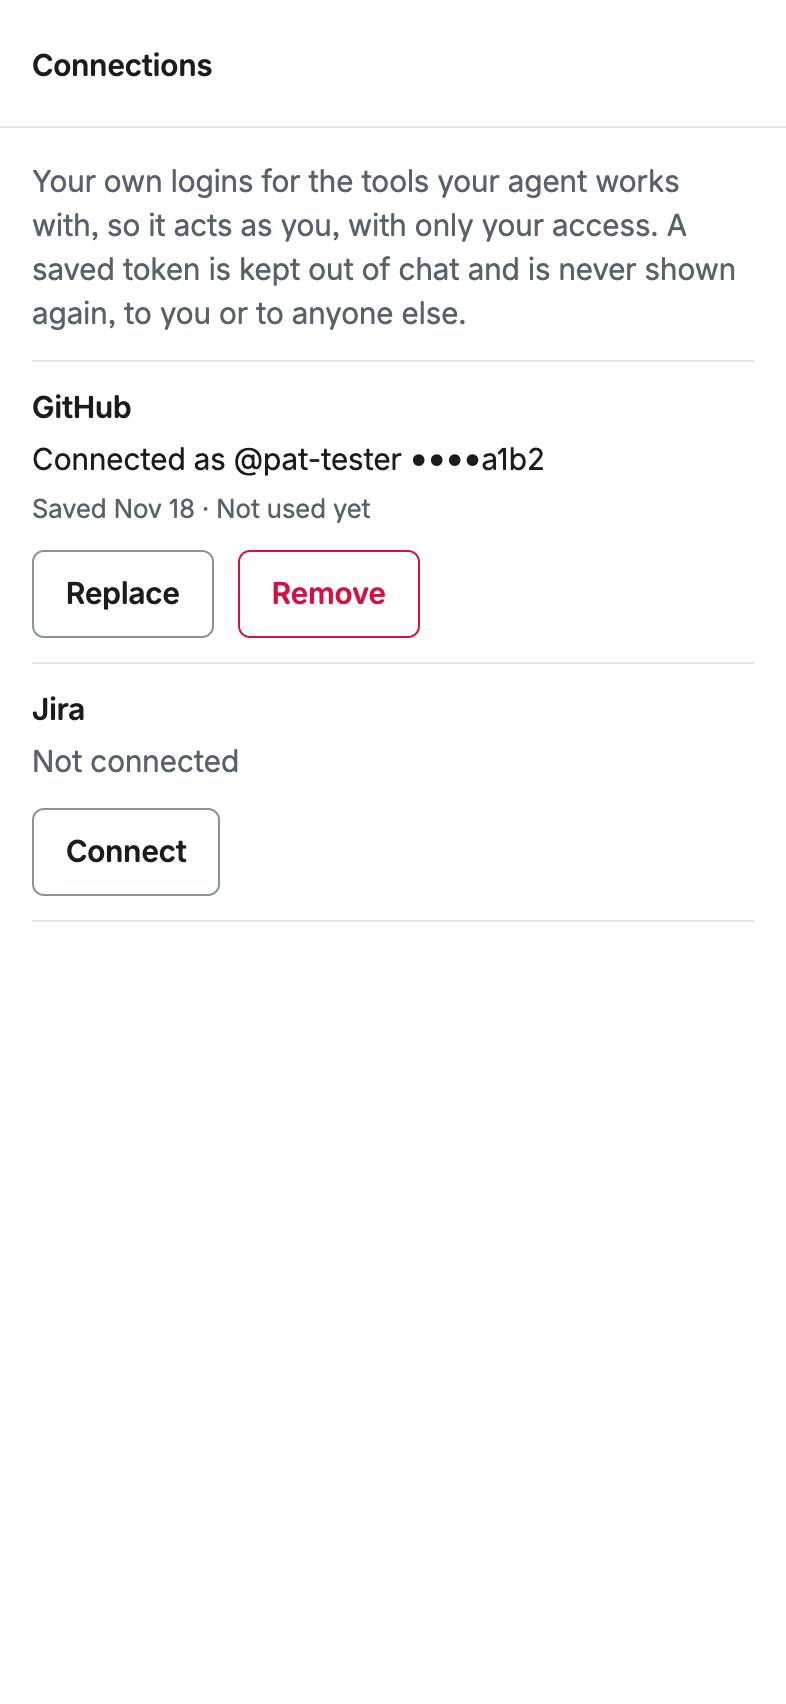 Connections
Your own logins for the tools your agent works
with, so it acts as you, with only your access. A
saved token is kept out of chat and is never shown
again, to you or to anyone else.
GitHub
Connected as @pat-tester ••••a1b2
Saved Nov 18 · Not used yet
Replace Remove
Jira
Not connected
Connect